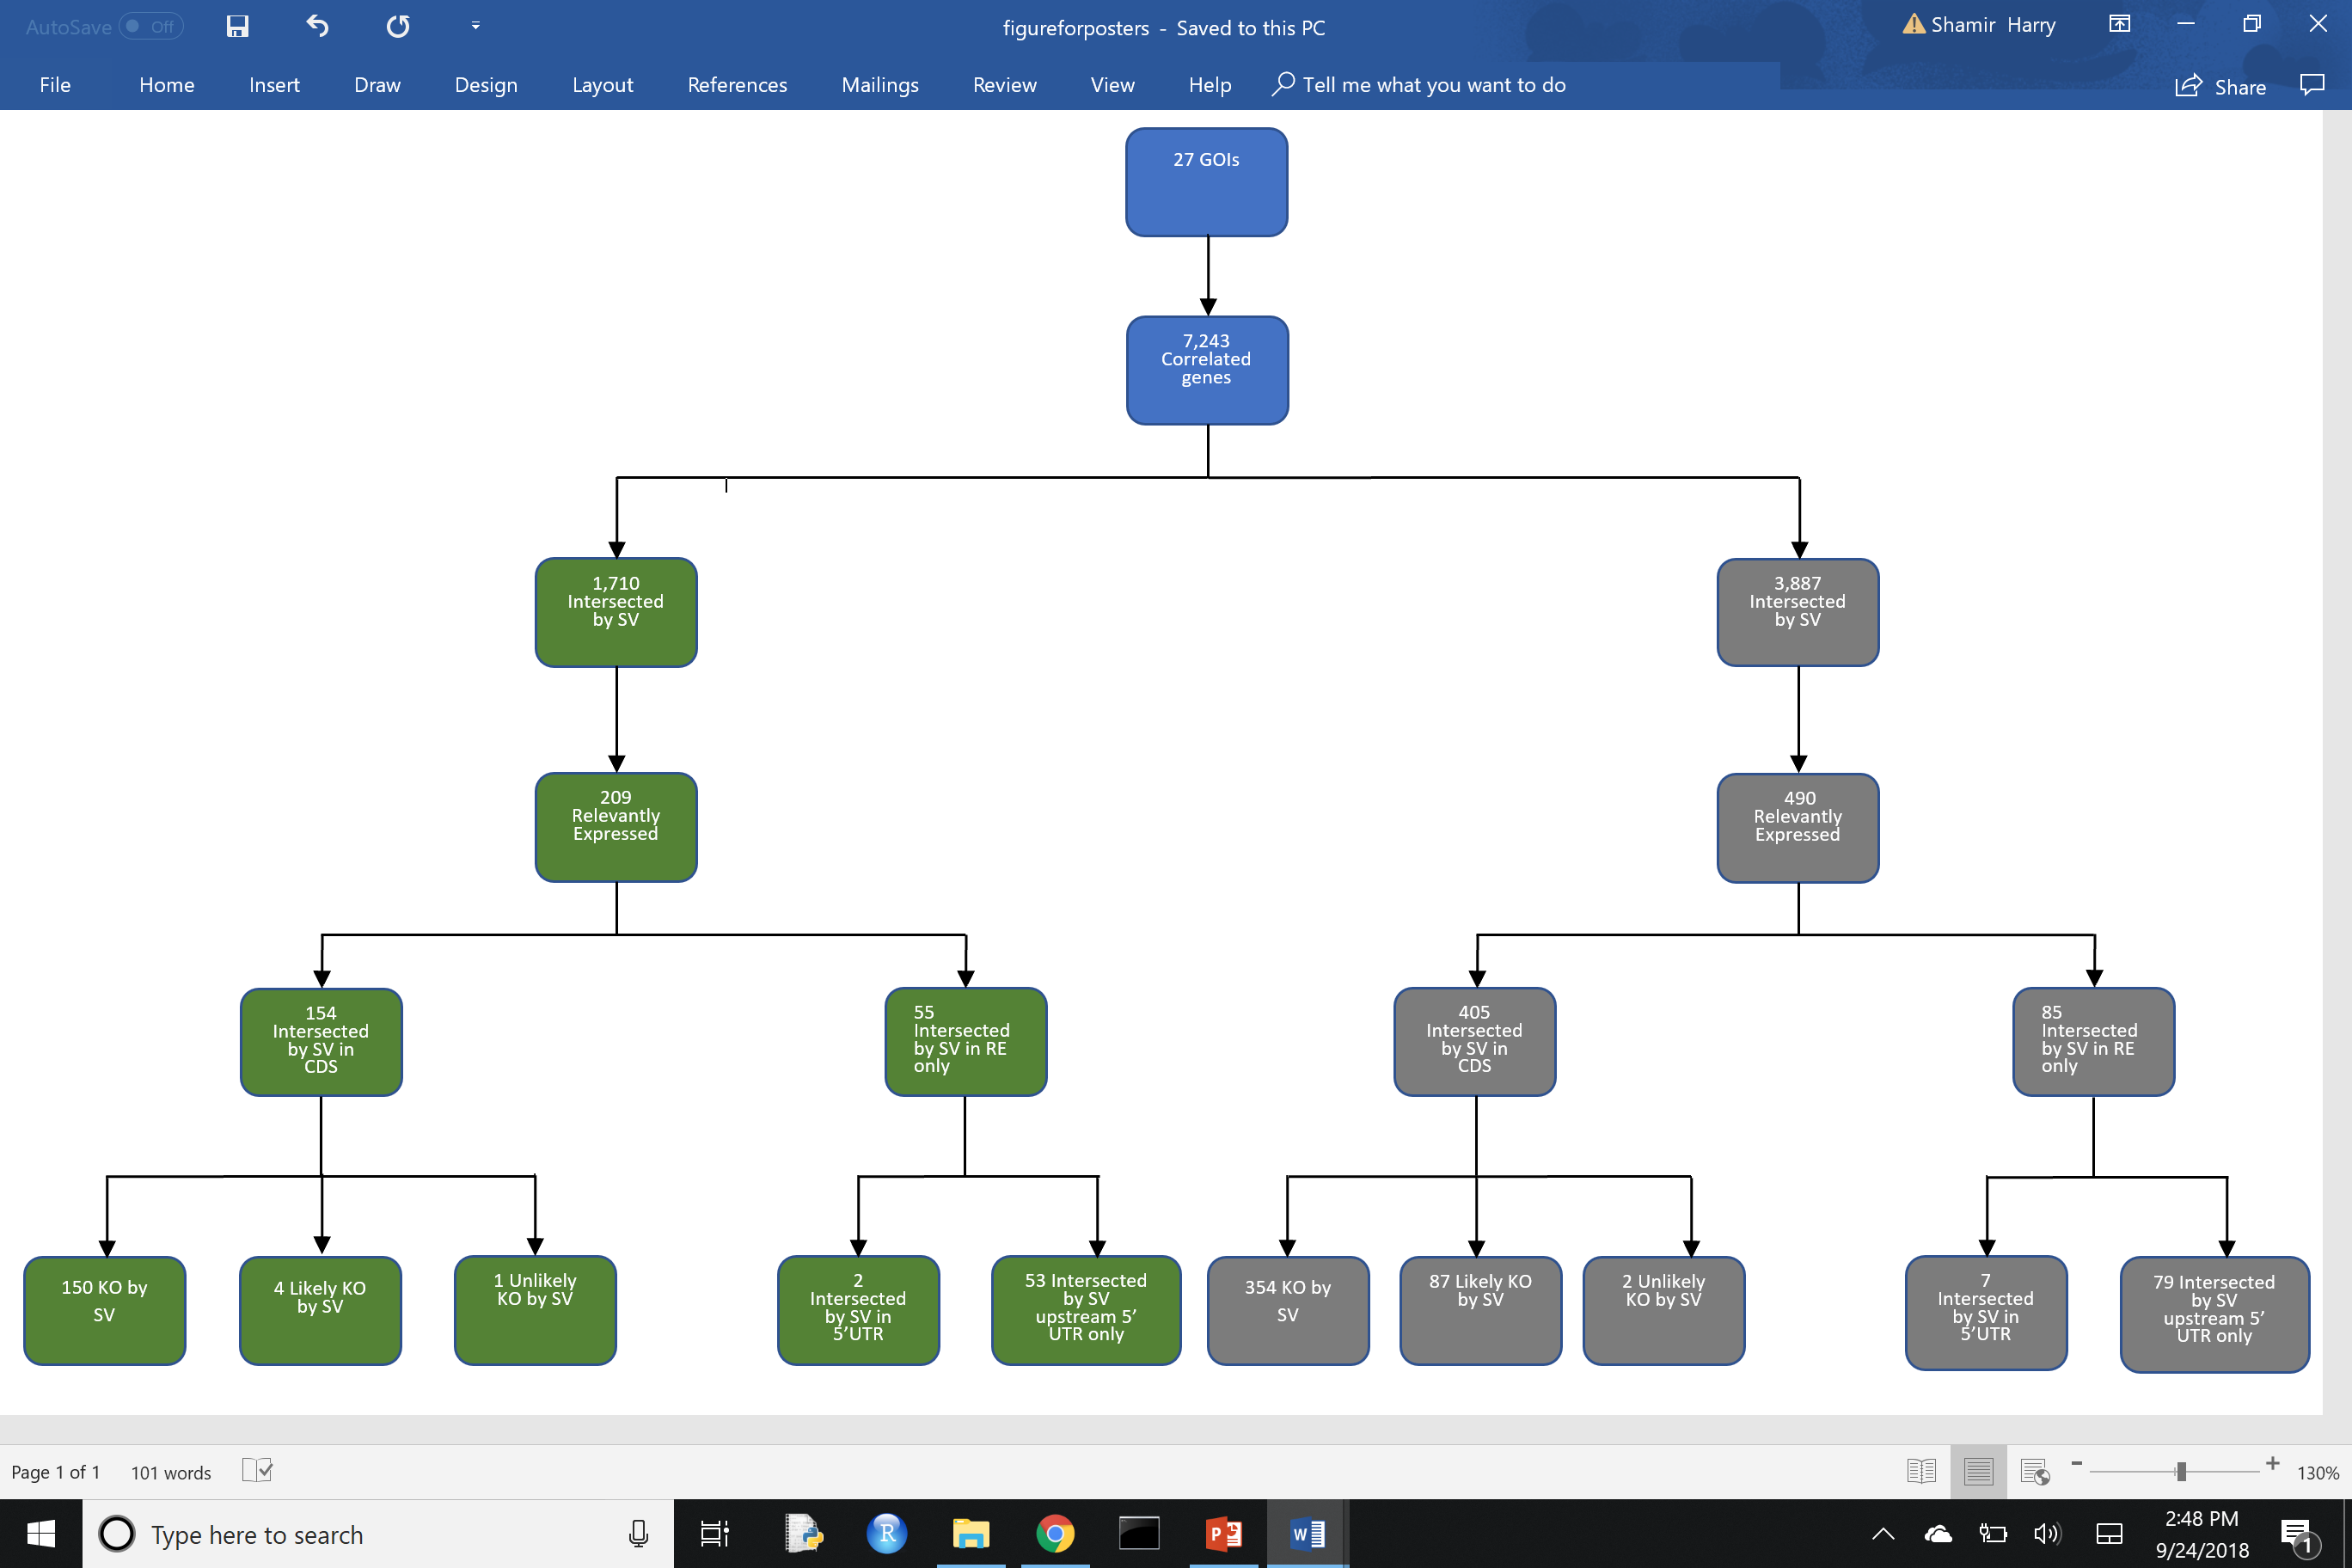 AutoSave Off
figureforposters - Saved to this PC
Shamir Harry
File Home Insert Draw Design Layout References Mailings Review View Help Tell me what you want to do
Share
27 GOIs
7,243
Correlated
genes
1,710
Intersected
by SV
3,887
Intersected
by SV
209
Relevantly
Expressed
490
Relevantly
Expressed
154
Intersected
by SV in
CDS
55
Intersected
by SV in RE
only
405
Intersected
by SV in
CDS
85
Intersected
by SV in RE
only
150 KO by
SV
4 Likely KO
by SV
1 Unlikely
KO by SV
2
Intersected
by SV in
5’UTR
53 Intersected
by SV
upstream 5’
UTR only
354 KO by
SV
87 Likely KO
by SV
2 Unlikely
KO by SV
7
Intersected
by SV in
5’UTR
79 Intersected
by SV
upstream 5’
UTR only
Page 1 of 1 101 words
130%
Type here to search
R
P
W
2:48 PM
9/24/2018
1